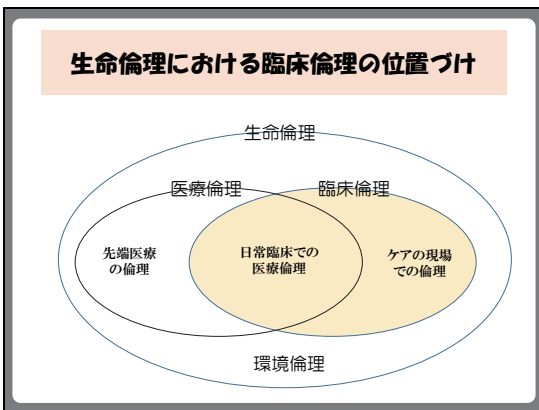 生命倫理における臨床倫理の位置づけ
生命倫理
医療倫理
臨床倫理
先端医療
の倫理
日常臨床での
医療倫理
ケアの現場
での倫理
環境倫理